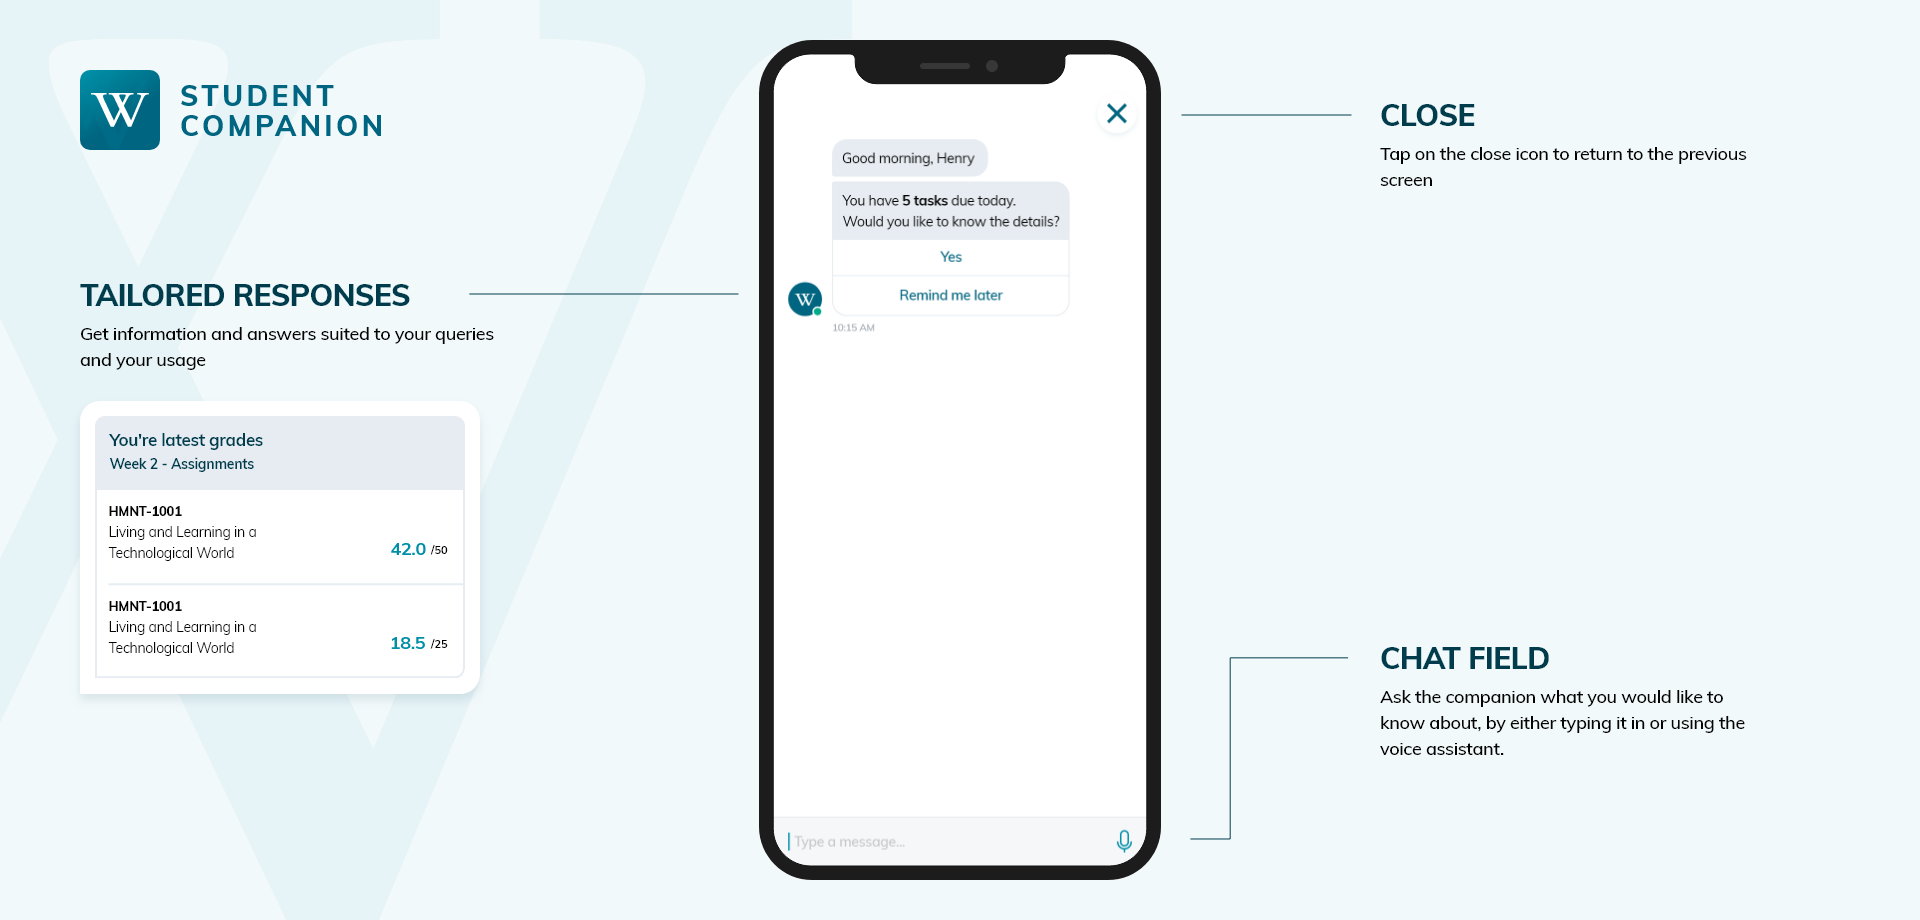 W
STUDENT
COMPANION
TAILORED RESPONSES
Get information and answers suited to your queries
and your usage
You're latest grades
Week 2 - Assignments
HMNT-1001
Living and Learning in a
Technological World
42.0 /50
HMNT-1001
Living and Learning in a
Technological World
18.5 /25
Good morning, Henry
You have 5 tasks due today.
Would you like to know the details?
Yes
Remind me later
W
10:15 AM
Type a message...
CLOSE
Tap on the close icon to return to the previous
screen
CHAT FIELD
Ask the companion what you would like to
know about, by either typing it in or using the
voice assistant.